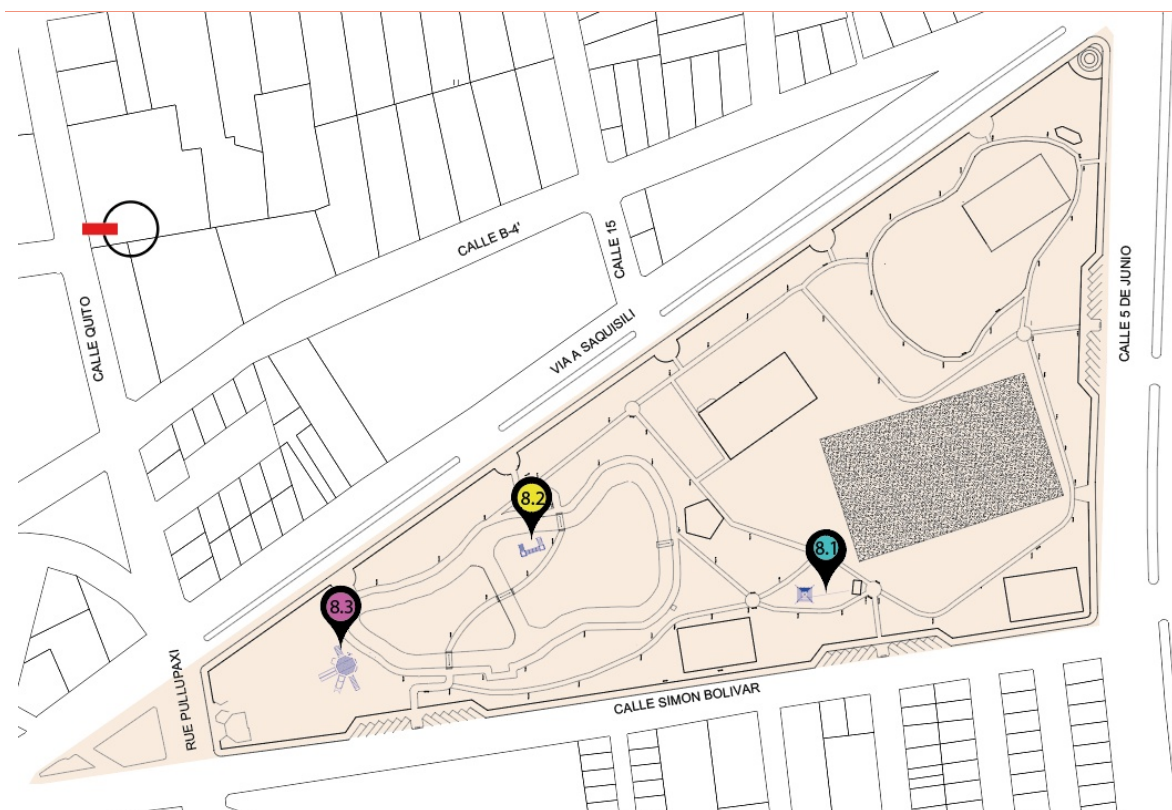 CALLE B-4'
CALLE 15
CALLE QUITO
VIA A SAQUISILI
CALLE 5 DE JUNIO
8.2
8.1
8.3
RUE PULLUPAXI
CALLE SIMON BOLIVAR